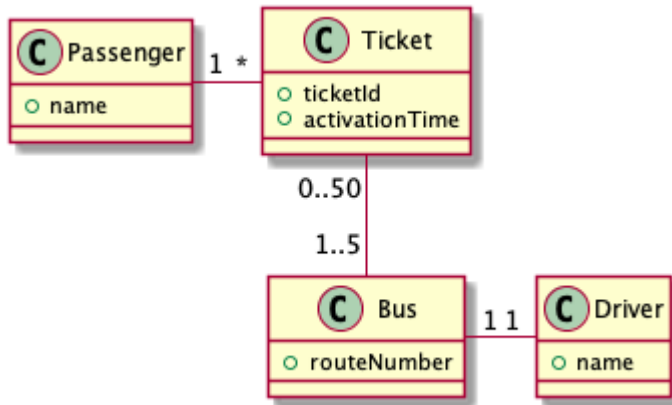 C Passenger
name
1 *
C Ticket
ticketId
activationTime
0..50
1..5
C Bus
routeNumber
1 1
C Driver
name